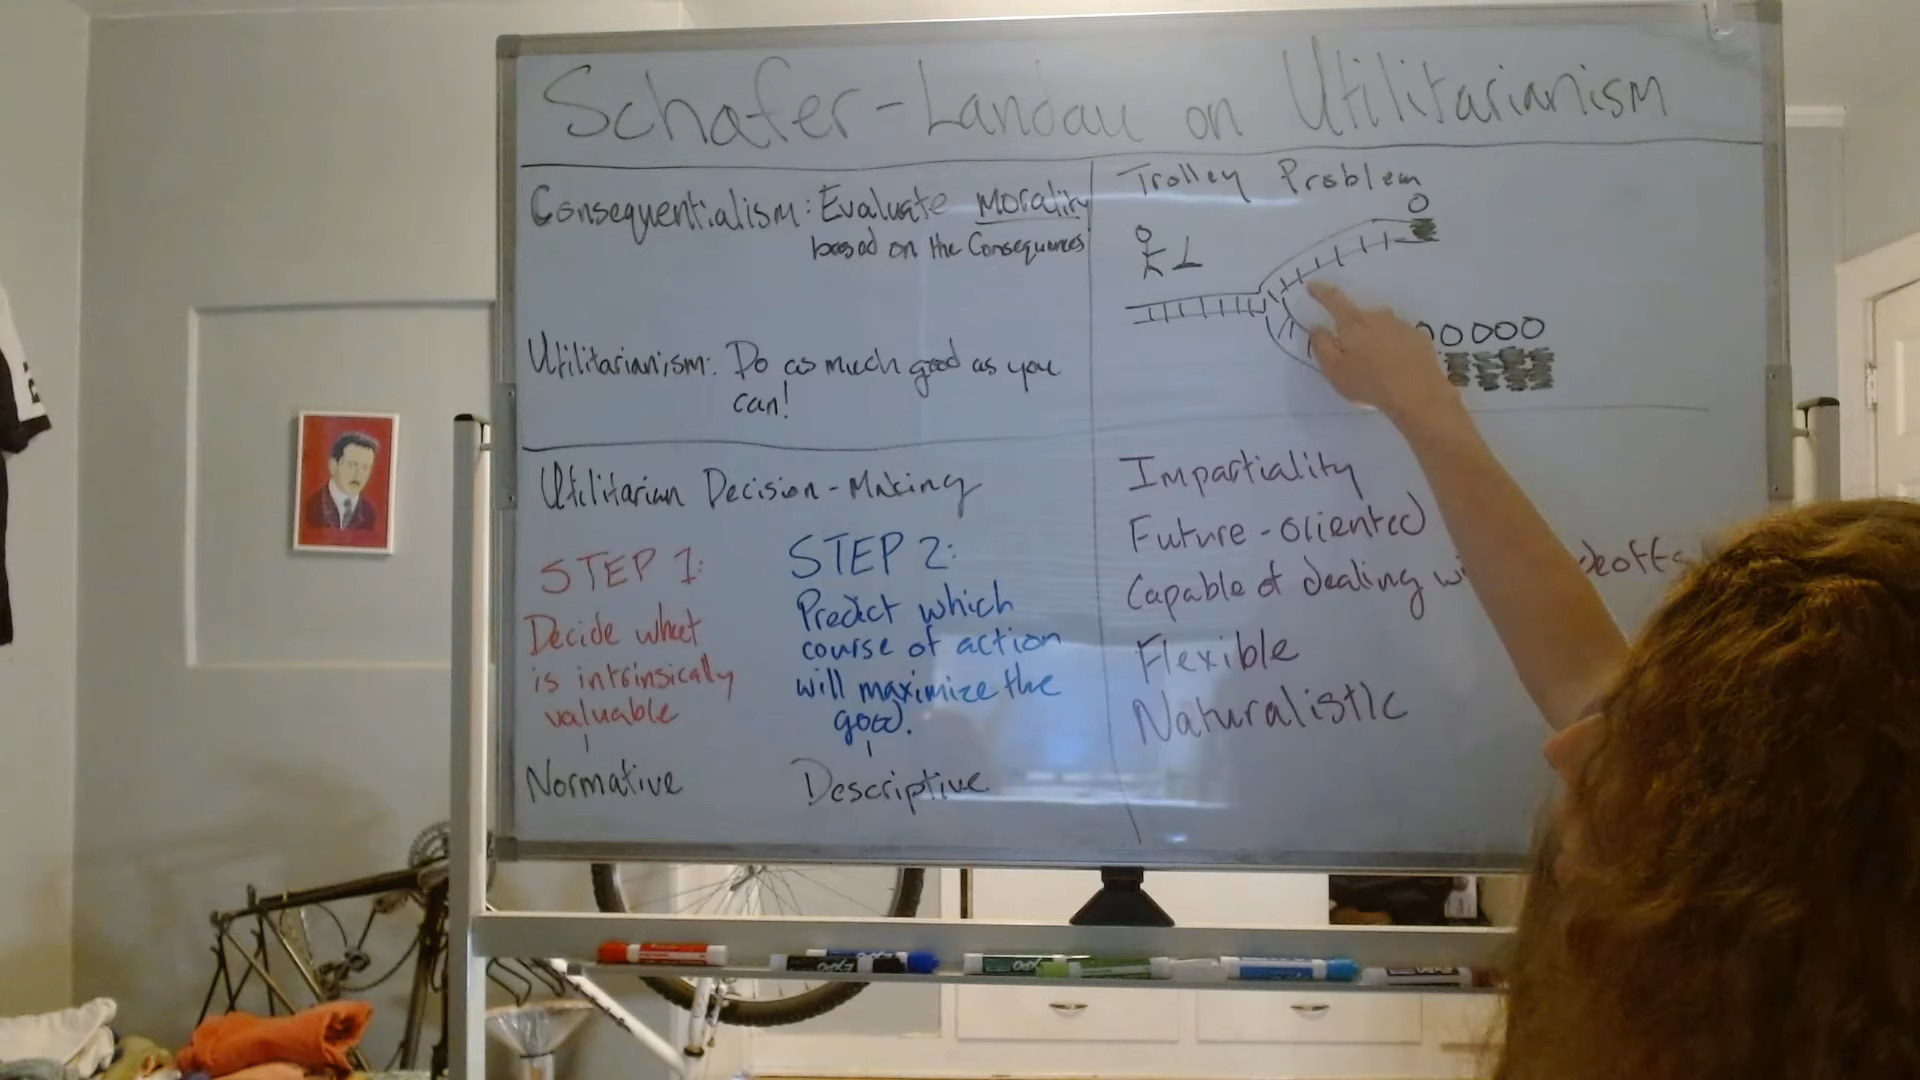 Schafer-Landau on Utilitarianism
Consequentialism: Evaluate Morality
based on the Consequences
Utilitarianism: Do as much good as you
can!
Trolley Problem
Utilitarian Decision-Making
STEP 1:
Decide what
is intrinsically
valuable
Normative
STEP 2:
Predict which
course of action
will maximize the
good.
Descriptive
Impartiality
Future-oriented
Capable of dealing
Flexible
Naturalistic
Expo